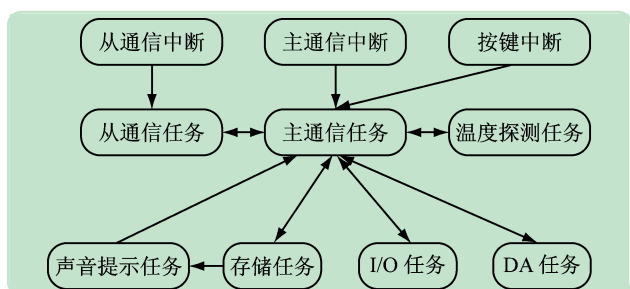 从通信中断
主通信中断
按键中断
从通信任务
主通信任务
温度探测任务
声音提示任务
存储任务
I/O 任务
DA 任务